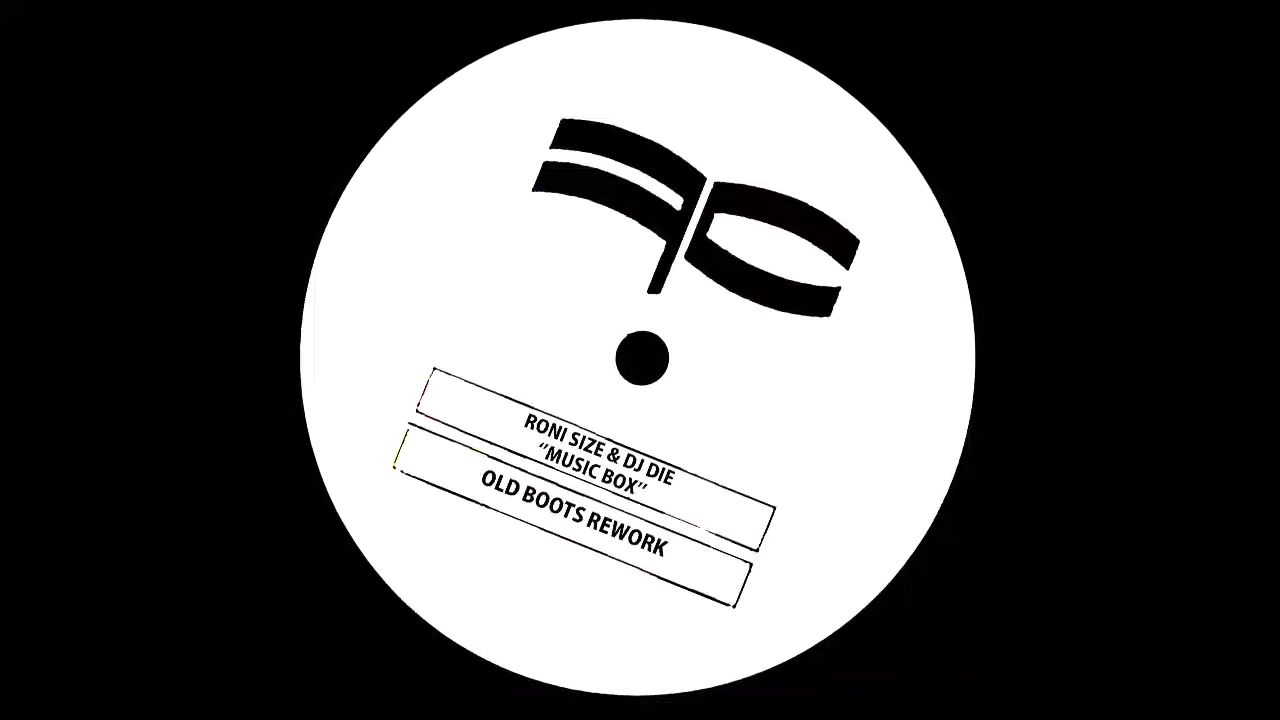 RONI SIZE & DJ DIE
“MUSIC BOX”
OLD BOOTS REWORK